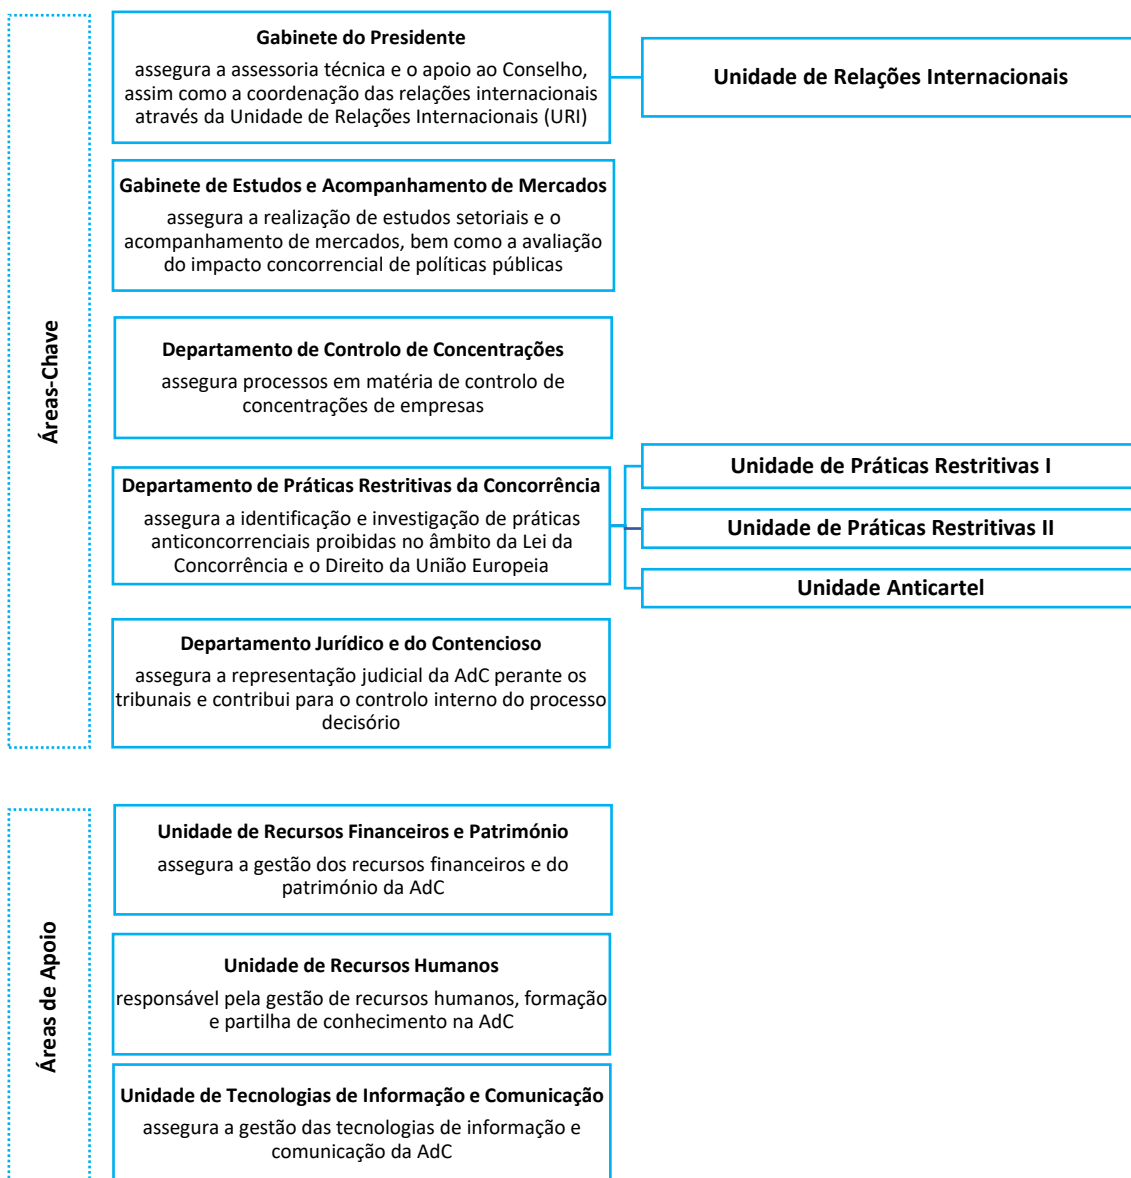 Áreas-Chave
Gabinete do Presidente
assegura a assessoria técnica e o apoio ao Conselho,
assim como a coordenação das relações internacionais
através da Unidade de Relações Internacionais (URI)
Unidade de Relações Internacionais
Gabinete de Estudos e Acompanhamento de Mercados
assegura a realização de estudos setoriais e o
acompanhamento de mercados, bem como a avaliação
do impacto concorrencial de políticas públicas
Departamento de Controlo de Concentrações
assegura processos em matéria de controlo de
concentrações de empresas
Departamento de Práticas Restritivas da Concorrência
assegura a identificação e investigação de práticas
anticoncorrenciais proibidas no âmbito da Lei da
Concorrência e o Direito da União Europeia
Unidade de Práticas Restritivas I
Unidade de Práticas Restritivas II
Unidade Anticartel
Departamento Jurídico e do Contencioso
assegura a representação judicial da AdC perante os
tribunais e contribui para o controlo interno do processo
decisório
Áreas de Apoio
Unidade de Recursos Financeiros e Património
assegura a gestão dos recursos financeiros e do
património da AdC
Unidade de Recursos Humanos
responsável pela gestão de recursos humanos, formação
e partilha de conhecimento na AdC
Unidade de Tecnologias de Informação e Comunicação
assegura a gestão das tecnologias de informação e
comunicação da AdC